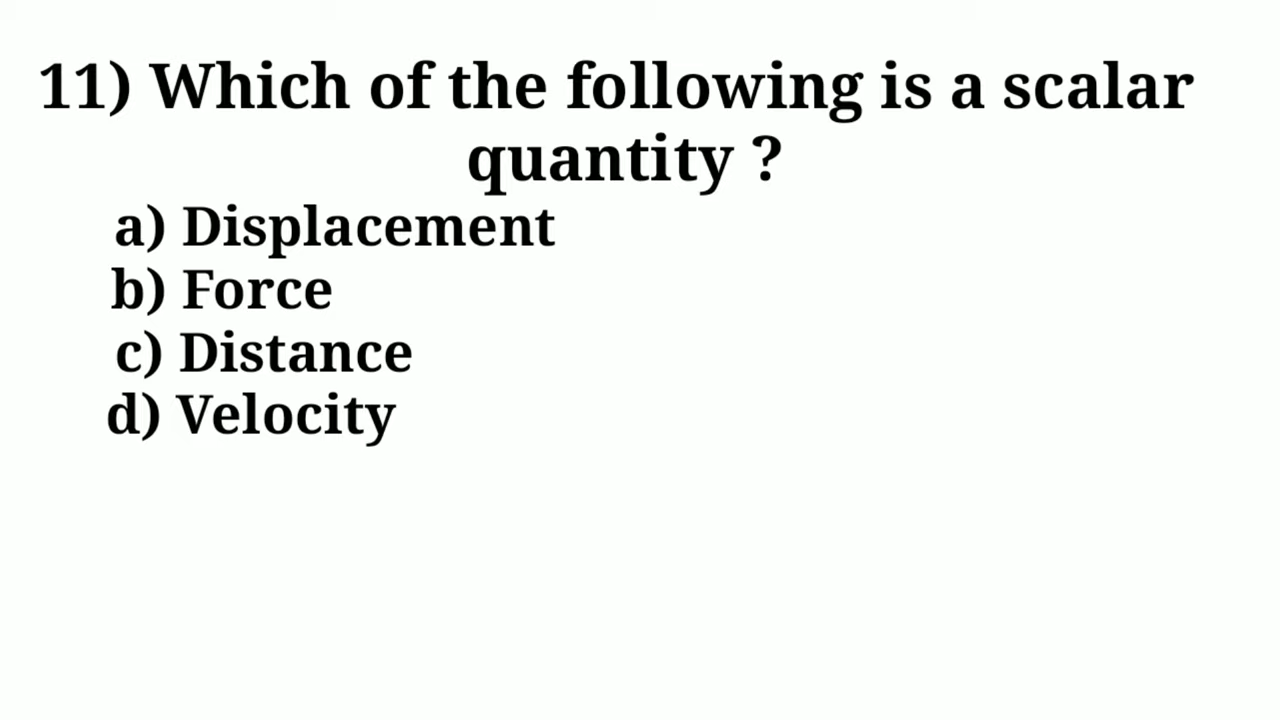 11) Which of the following is a scalar
quantity ?
a) Displacement
b) Force
c) Distance
d) Velocity